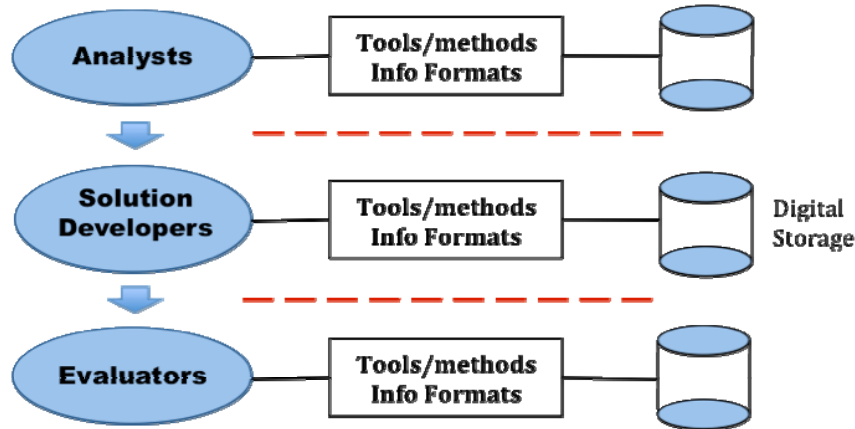 Analysts
Tools/methods
Info Formats
Solution
Developers
Tools/methods
Info Formats
Digital
Storage
Evaluators
Tools/methods
Info Formats